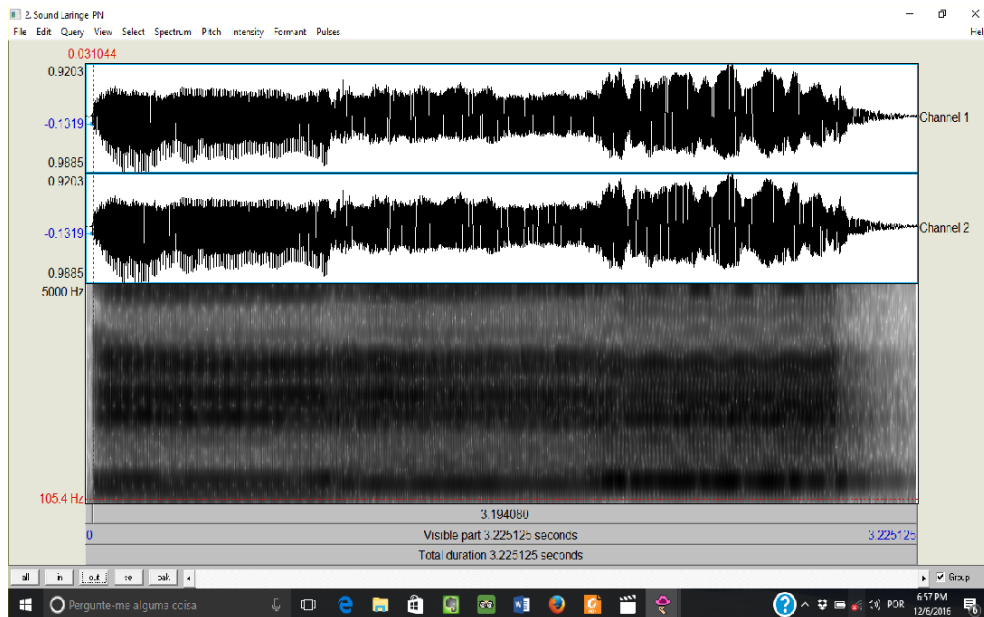 2. Sound Laringe PN
File Edit Query View Select Spectrum Pitch Intensity Formant Pulses Hel
0.031044
0.9203
-0.1319
0.9885
Channel 1
0.9203
-0.1319
0.9885
Channel 2
5000 Hz
105.4 Hz
3.194080
0 Visible part 3.225125 seconds 3.225125
Total duration 3.225125 seconds
all in out Group
Pergunte-me alguma coisa
POR
6:57 PM
12/6/2016